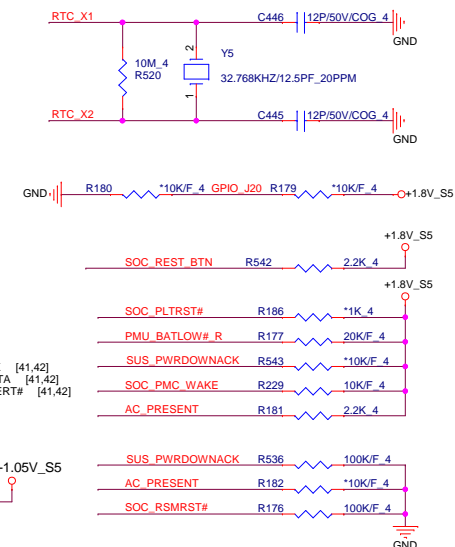 RTC_X1 C446 12P/50V/COG_4
GND
2 Y5
10M_4
R520
32.768KHZ/12.5PF_20PPM
1
RTC_X2 C445 12P/50V/COG_4
GND
GND R180 *10K/F_4 GPIO_J20 R179 *10K/F_4 +1.8V_S5
+1.8V_S5
SOC_REST_BTN R542 2.2K_4
+1.8V_S5
SOC_PLTRST# R186 *1K_4
PMU_BATLOW#_R R177 20K/F_4
SUS_PWRDOWNACK R543 *10K/F_4
[41,42]
TA [41,42]
ERT# [41,42]
SOC_PMC_WAKE R229 10K/F_4
AC_PRESENT R181 2.2K_4
-1.05V_S5
SUS_PWRDOWNACK R536 100K/F_4
AC_PRESENT R182 *10K/F_4
SOC_RSMRST# R176 100K/F_4
GND